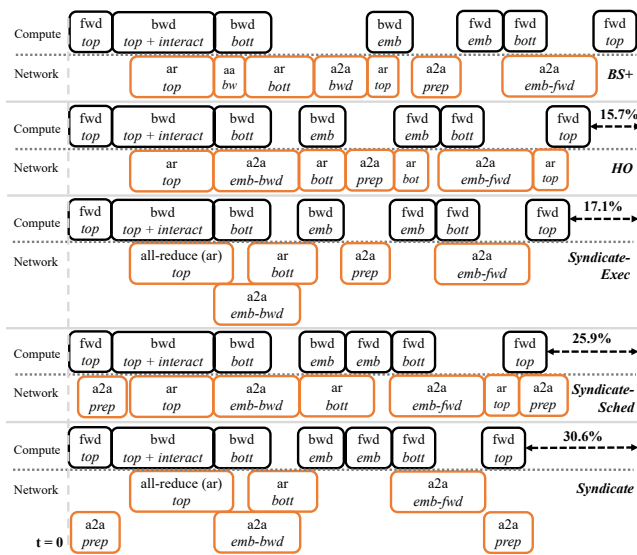 fwd bwd bwd bwd fwd fwd fwd
Compute top top + interact bott emb emb bott top
ar aa ar a2a ar a2a a2a
Network top bw bott bwd top prep emb-fwd BS+
fwd bwd bwd bwd fwd fwd fwd 15.7%
Compute top top + interact bott emb emb bott top
ar a2a ar a2a ar a2a ar
Network top emb-bwd bott prep bot emb-fwd top HO
fwd bwd bwd bwd fwd fwd fwd 17.1%
Compute top top + interact bott emb emb bott top
Network all-reduce (ar) ar a2a a2a Syndicate-
top bott prep emb-fwd Exec
a2a
emb-bwd
fwd bwd bwd bwd fwd fwd fwd 25.9%
Compute top top + interact bott emb emb bott top
a2a ar a2a ar a2a ar a2a Syndicate-
Network prep top emb-bwd bott emb-fwd top prep Sched
fwd bwd bwd bwd fwd fwd fwd 30.6%
Compute top top + interact bott emb emb bott top
Network all-reduce (ar) ar a2a Syndicate
top bott emb-fwd
a2a a2a a2a
t = 0 prep emb-bwd prep